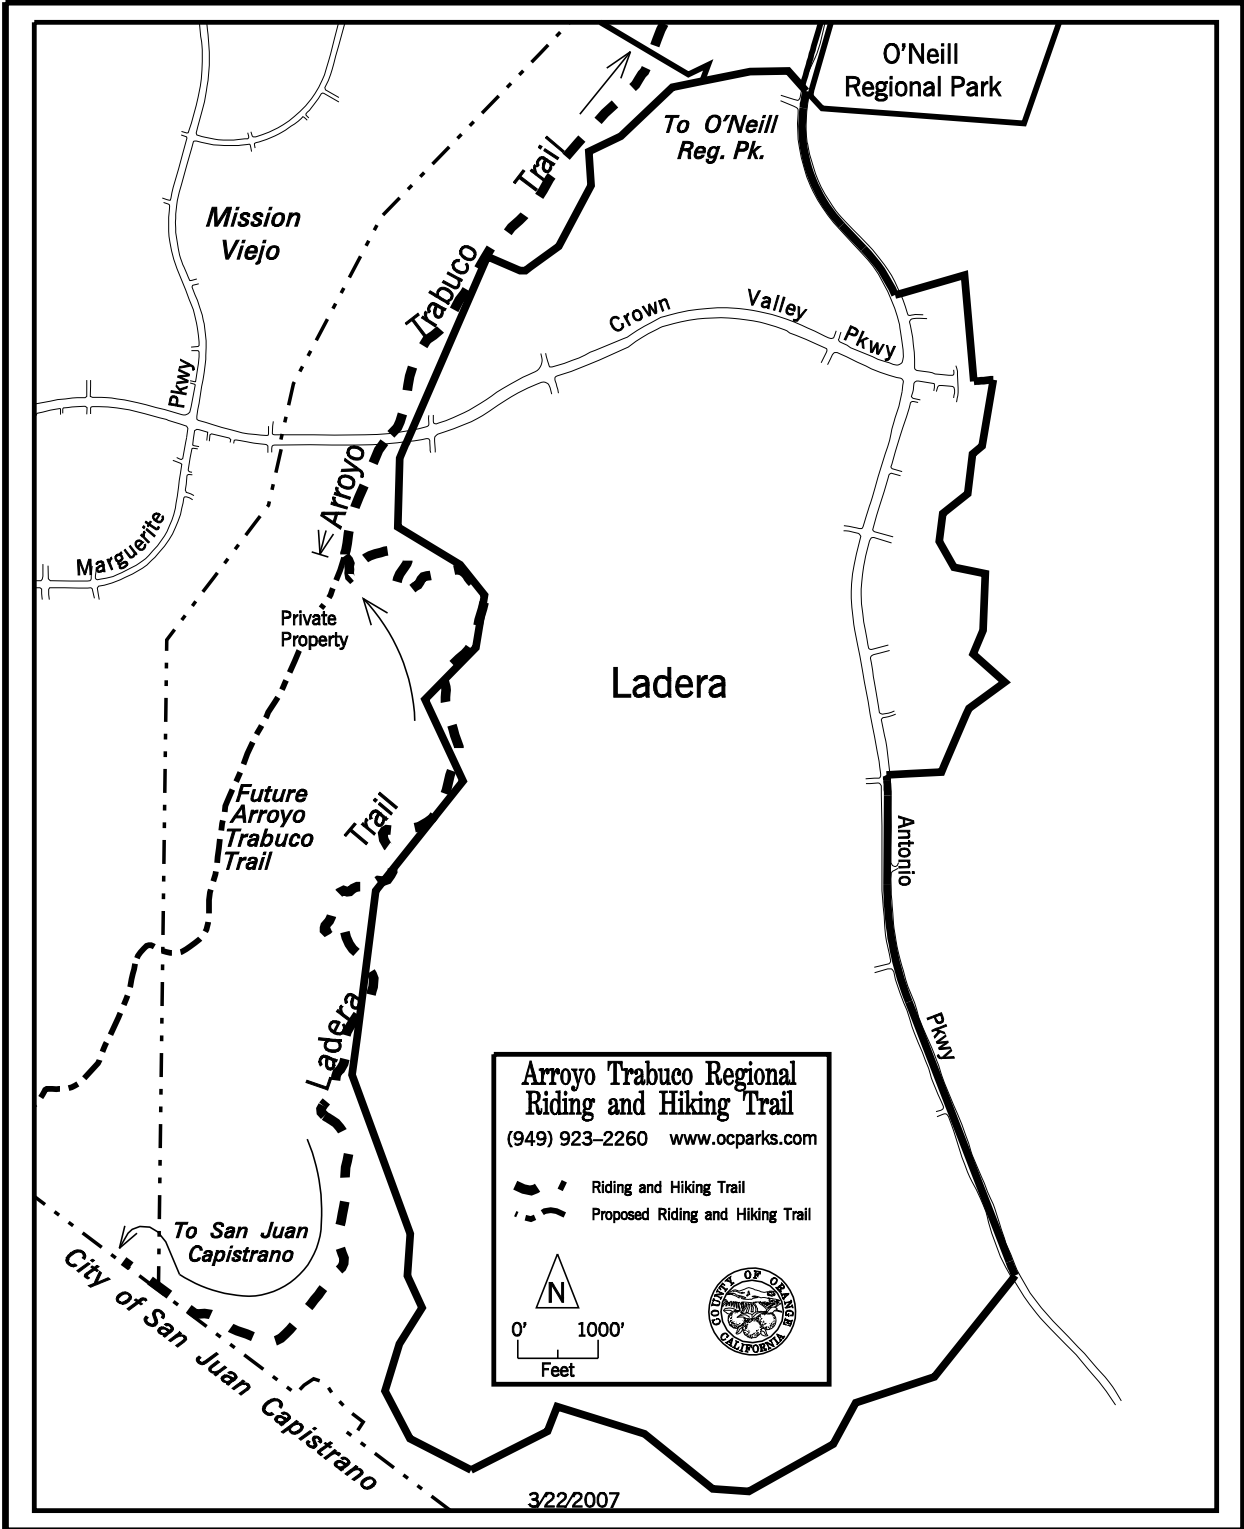 O'Neill
Regional Park
To O'Neill
Reg. Pk.
Trail
Mission
Viejo
Trabuco
Crown
Valley
Pkwy
Pkwy
Arroyo
Marguerite
Private
Property
Ladera
Future
Arroyo
Trabuco
Trail
Trail
Antonio
Ladera
Pkwy
Arroyo Trabuco Regional
Riding and Hiking Trail
(949) 923–2260 www.ocparks.com
Riding and Hiking Trail
Proposed Riding and Hiking Trail
To San Juan
Capistrano
City of San Juan Capistrano
N
COUNTY OF ORANGE
CALIFORNIA
0' 1000'
Feet
3/22/2007